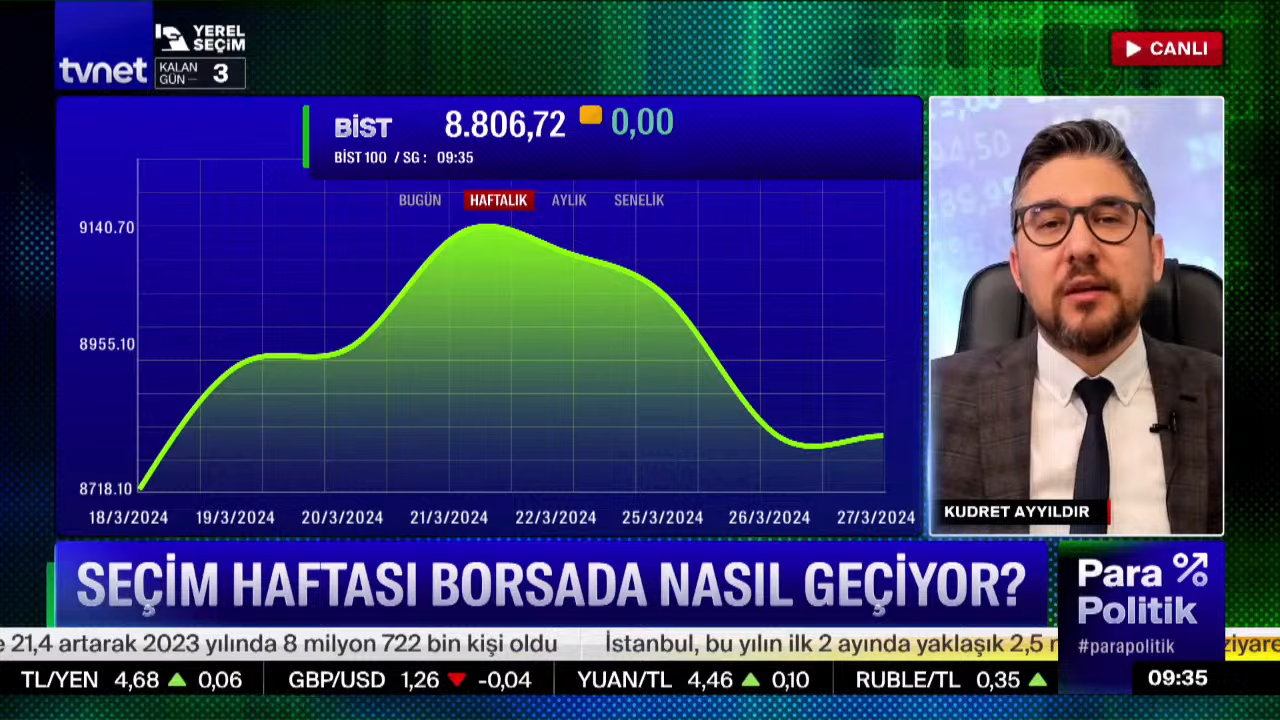 YEREL
SEÇİM
tvnet
KALAN
GÜN
3
CANLI
BİST 8.806,72 0,00
BİST 100 / SG : 09:35
BUGÜN HAFTALIK AYLIK SENELİK
9140.70
8955.10
8718.10
18/3/2024 19/3/2024 20/3/2024 21/3/2024 22/3/2024 25/3/2024 26/3/2024 27/3/2024
KUDRET AYYILDIR
SEÇİM HAFTASI BORSADA NASIL GEÇİYOR?
Para
Politik
#parapolitik
21,4 artarak 2023 yılında 8 milyon 722 bin kişi oldu İstanbul, bu yılın ilk 2 ayında yaklaşık 2,5
TL/YEN 4,68 0,06 GBP/USD 1,26 -0,04 YUAN/TL 4,46 0,10 RUBLE/TL 0,35
09:35